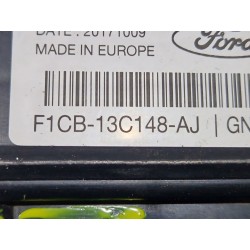 DATE : 20171009
Ford
MADE IN EUROPE
F1CB-13C148-AJ | GN